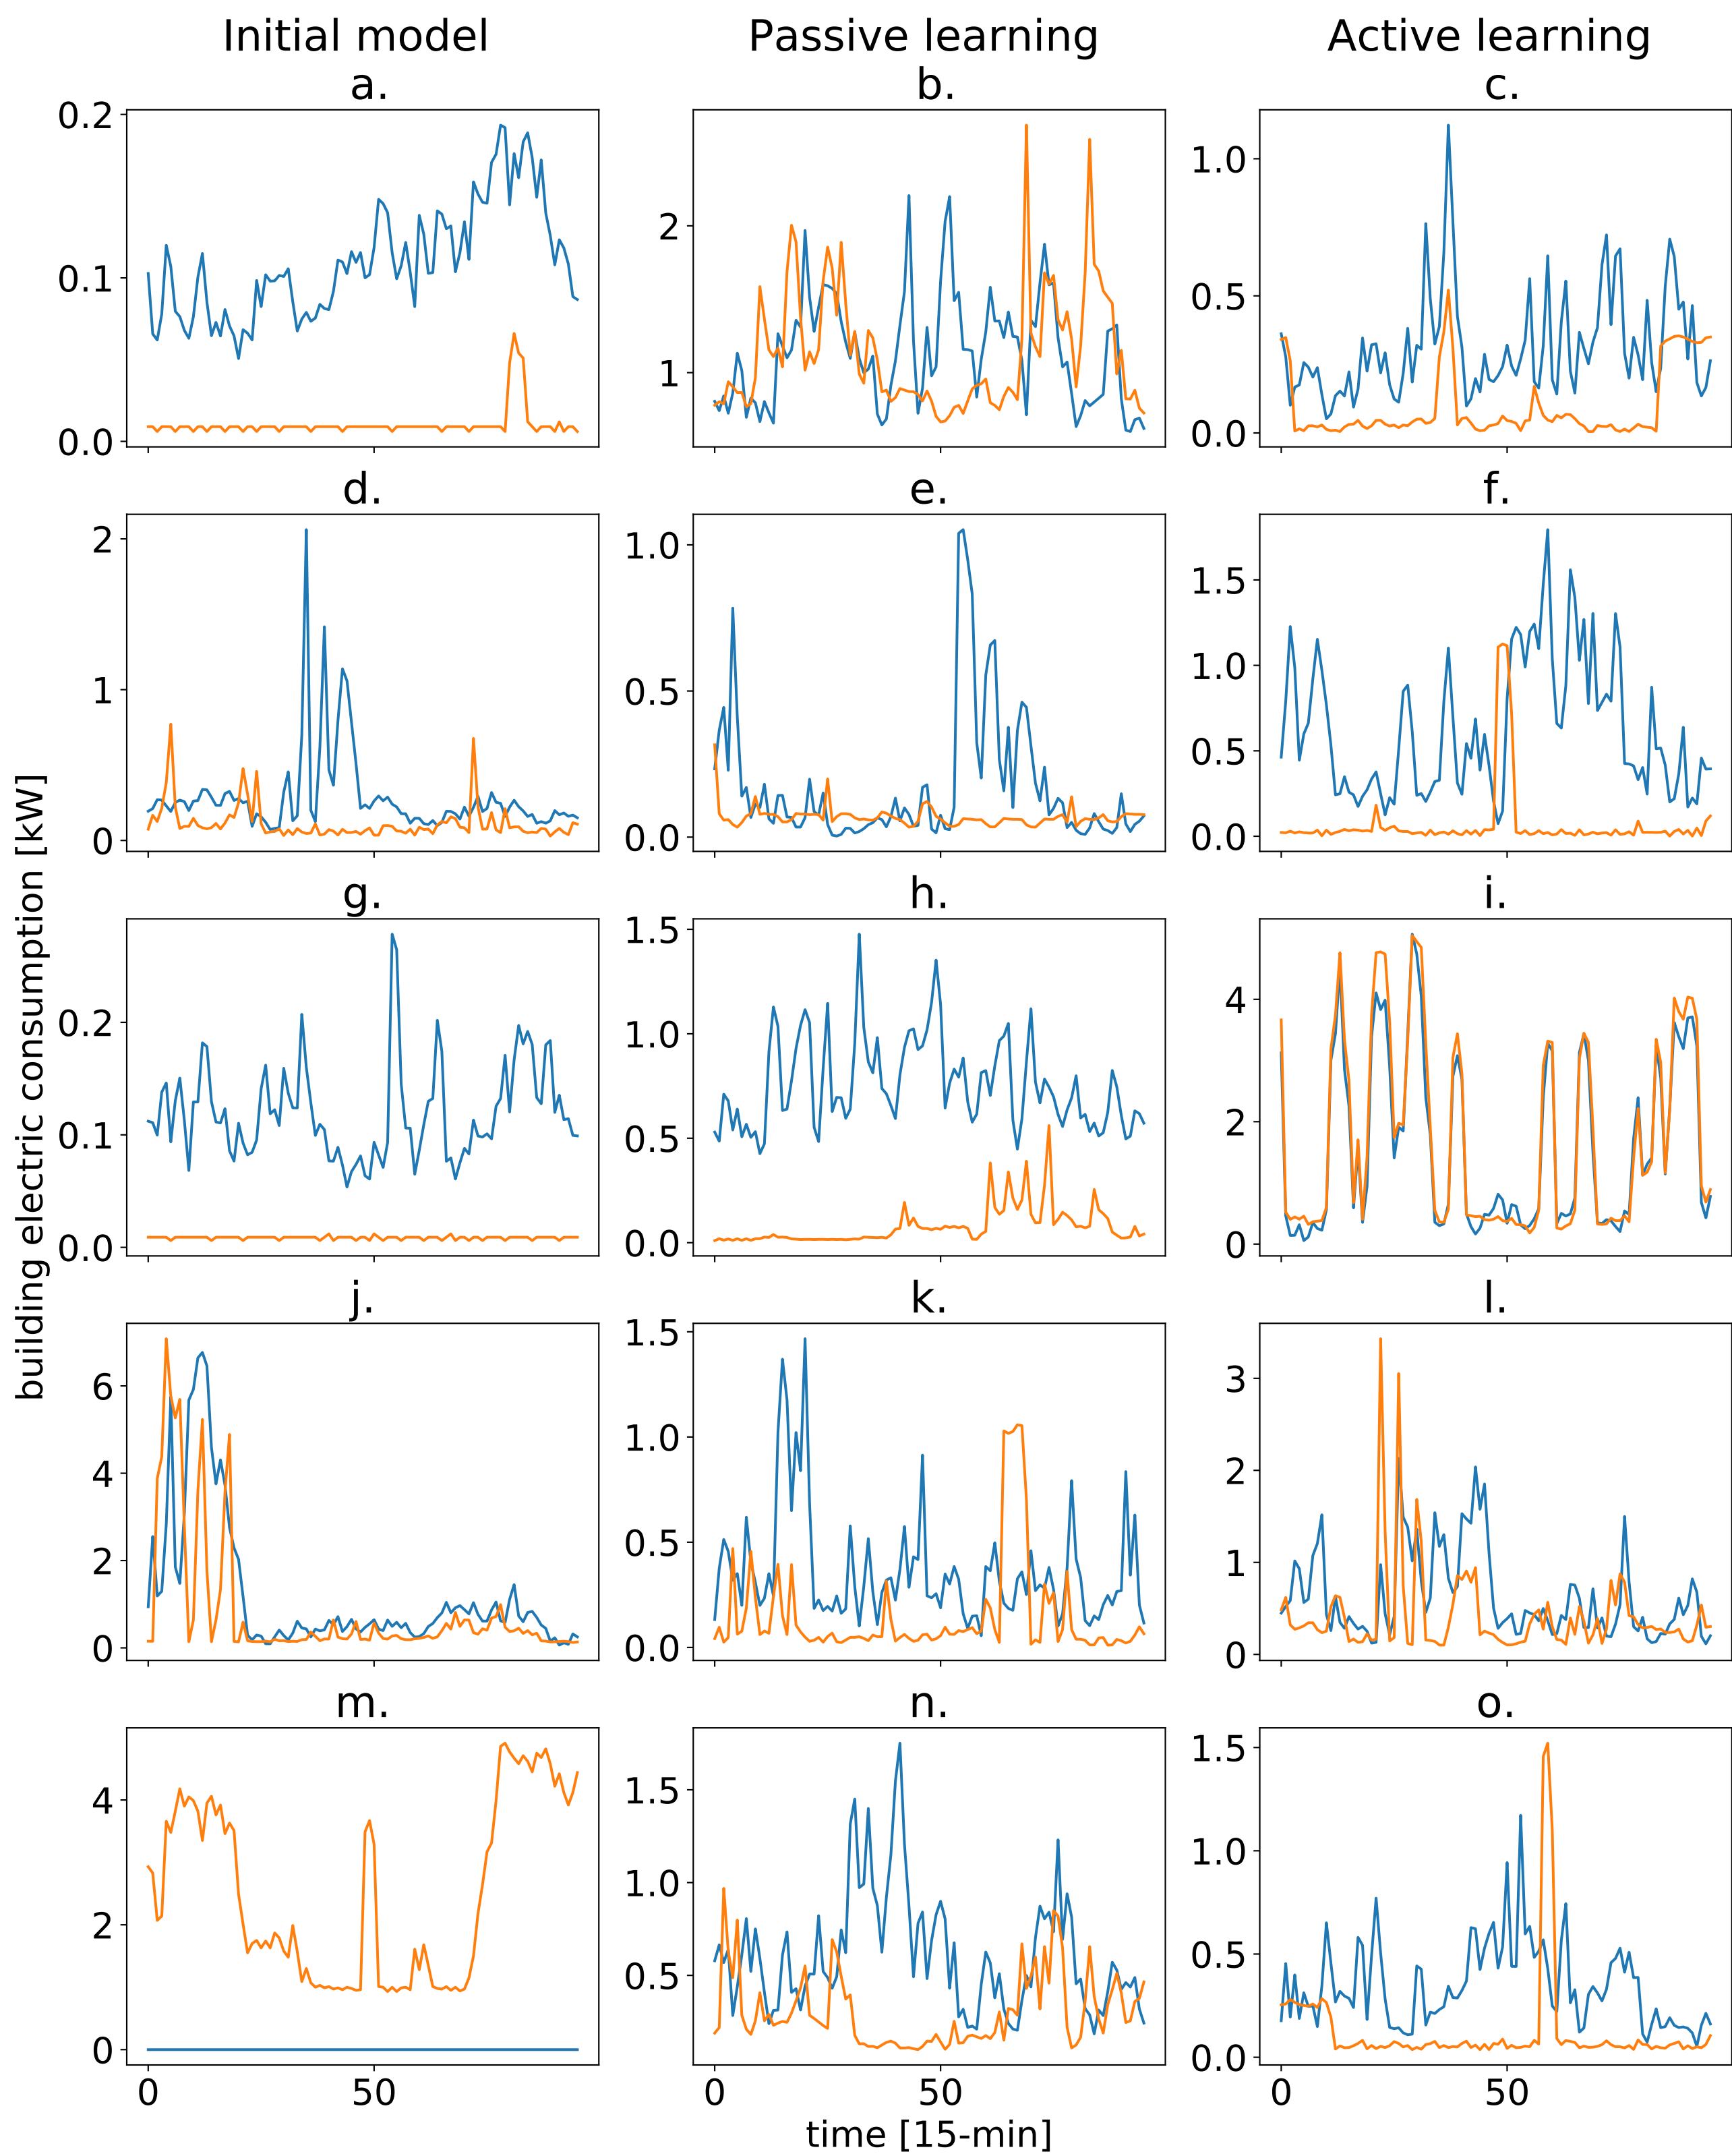 Initial model
Passive learning
Active learning
a.
b.
c.
0.2
0.1
0.0
2
1
1.0
0.5
0.0
d.
e.
f.
2
1
0
1.0
0.5
0.0
1.5
1.0
0.5
0.0
building electric consumption [kW]
g.
h.
i.
0.2
0.1
0.0
1.5
1.0
0.5
0.0
4
2
0
j.
k.
l.
6
4
2
0
1.5
1.0
0.5
0.0
3
2
1
0
m.
n.
o.
4
2
0
1.5
1.0
0.5
1.5
1.0
0.5
0.0
0 50
0 50
0 50
time [15-min]